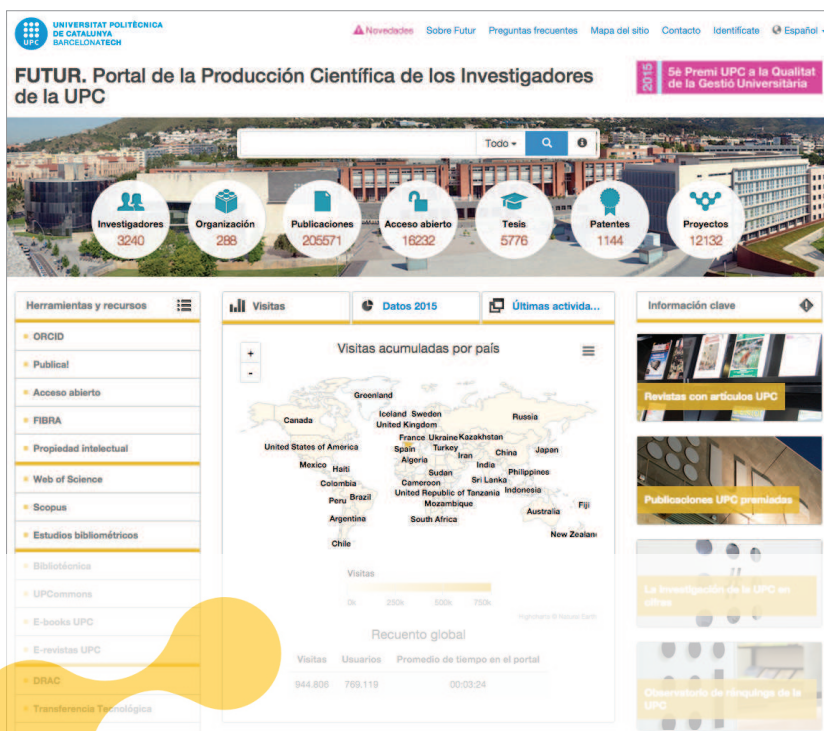 UNIVERSITAT POLITÈCNICA
DE CATALUNYA
BARCELONATECH
UPC
Novedades Sobre Futur Preguntas frecuentes Mapa del sitio Contacto Identifícate Español
FUTUR. Portal de la Producción Científica de los Investigadores
de la UPC
2015
5è Premi UPC a la Qualitat
de la Gestió Universitària
Todo
Investigadores
3240
Organización
288
Publicaciones
205571
Acceso abierto
16232
Tesis
5776
Patentes
1144
Proyectos
12132
Herramientas y recursos
ORCID
Publica!
Acceso abierto
FIBRA
Propiedad intelectual
Web of Science
Scopus
Estudios bibliométricos
Bibliotécnica
UPCommons
E-books UPC
E-revistas UPC
DRAC
Transferencia Tecnológica
Visitas
Datos 2015
Últimas activida...
+
-
Visitas acumuladas por país
Greenland
Iceland Sweden
Canada
United Kingdom
Russia
France Ukraine Kazakhstan
United States of America
Spain Turkey
Iran
China
Japan
Algeria
Mexico
Haiti
India
Sudan
Philippines
Colombia
Cameroon
Sri Lanka
United Republic of Tanzania
Indonesia
Peru Brazil
Mozambique
Fiji
Australia
Argentina
South Africa
New Zealan
Chile
Visitas
0k 250k 500k 750k
Highmaps © Natural Earth
Recuento global
Visitas Usuarios Promedio de tiempo en el portal
944.806 769.119 00:03:24
Información clave
Revistas con artículos UPC
Publicaciones UPC premiadas
La investigación de la UPC en
cifras
Observatorio de rànquings de la
UPC